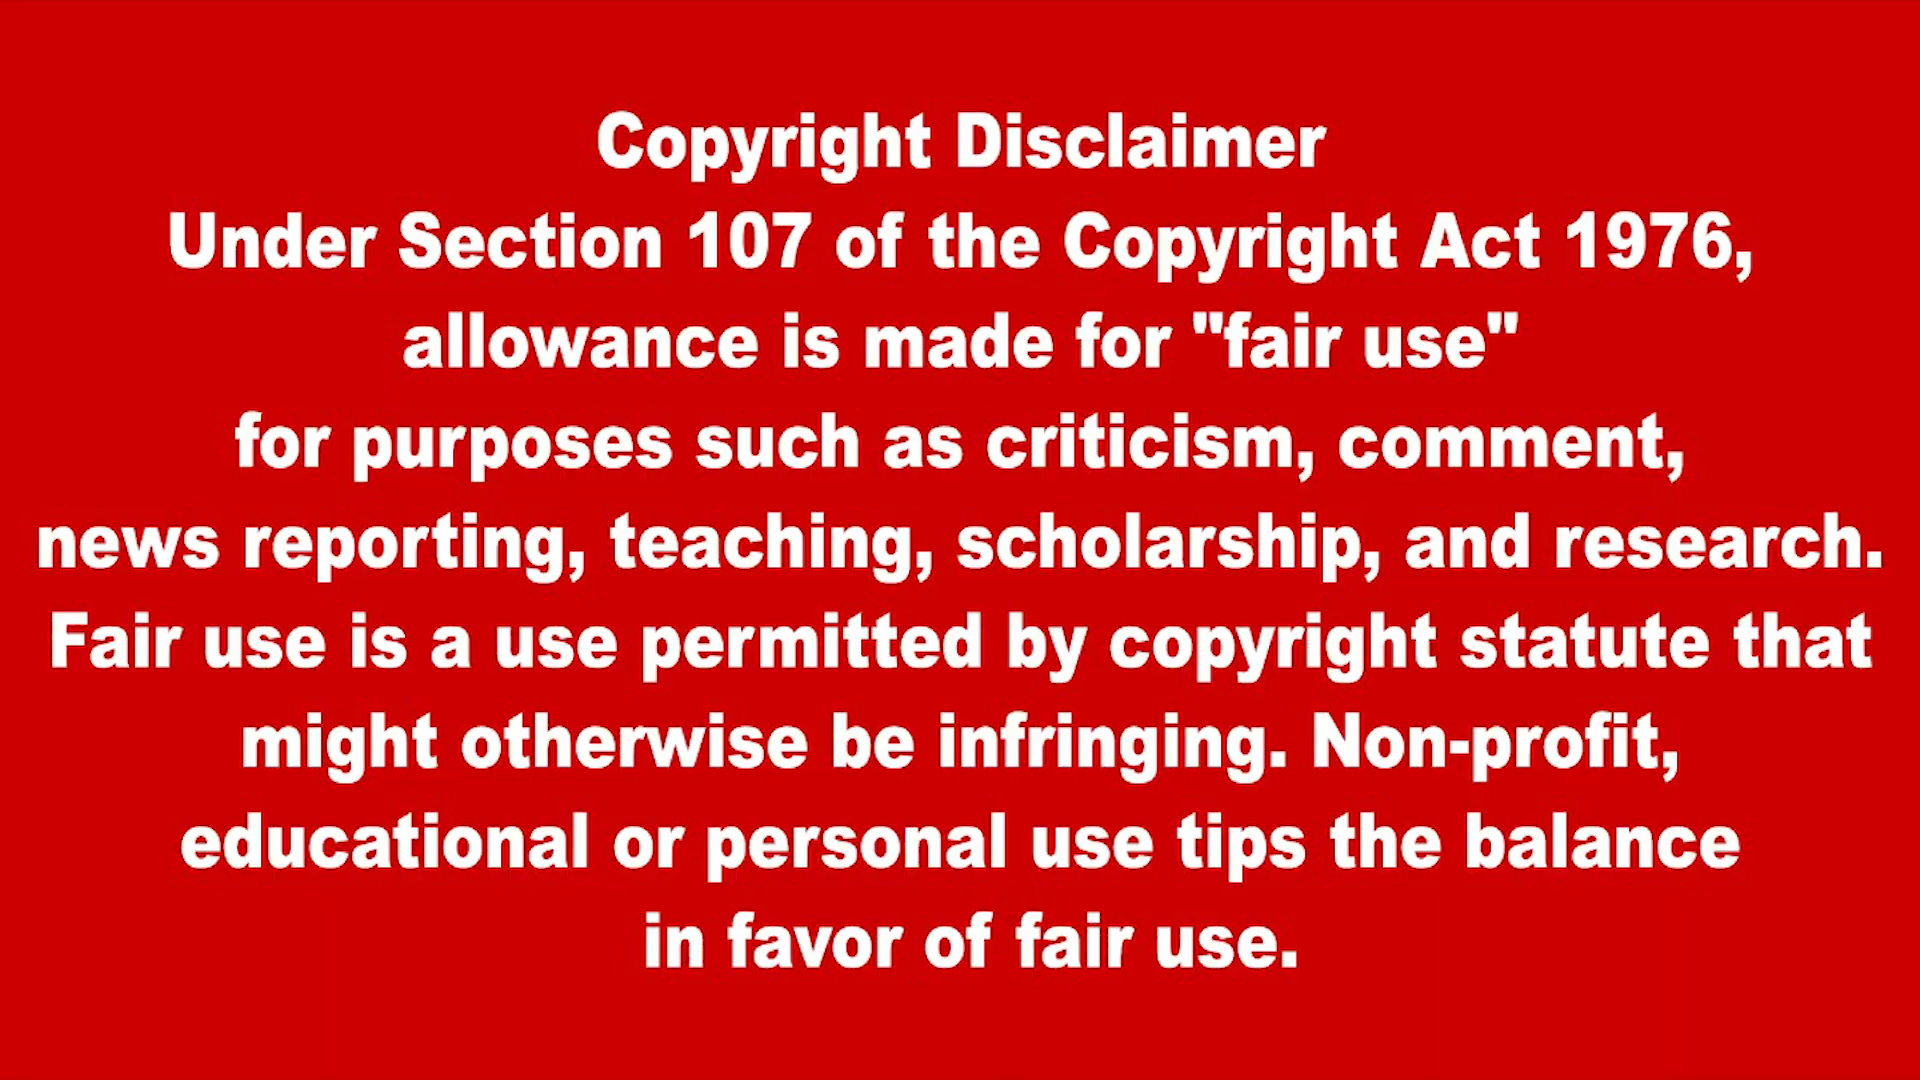 Copyright Disclaimer
Under Section 107 of the Copyright Act 1976,
allowance is made for "fair use"
for purposes such as criticism, comment,
news reporting, teaching, scholarship, and research.
Fair use is a use permitted by copyright statute that
might otherwise be infringing. Non-profit,
educational or personal use tips the balance
in favor of fair use.